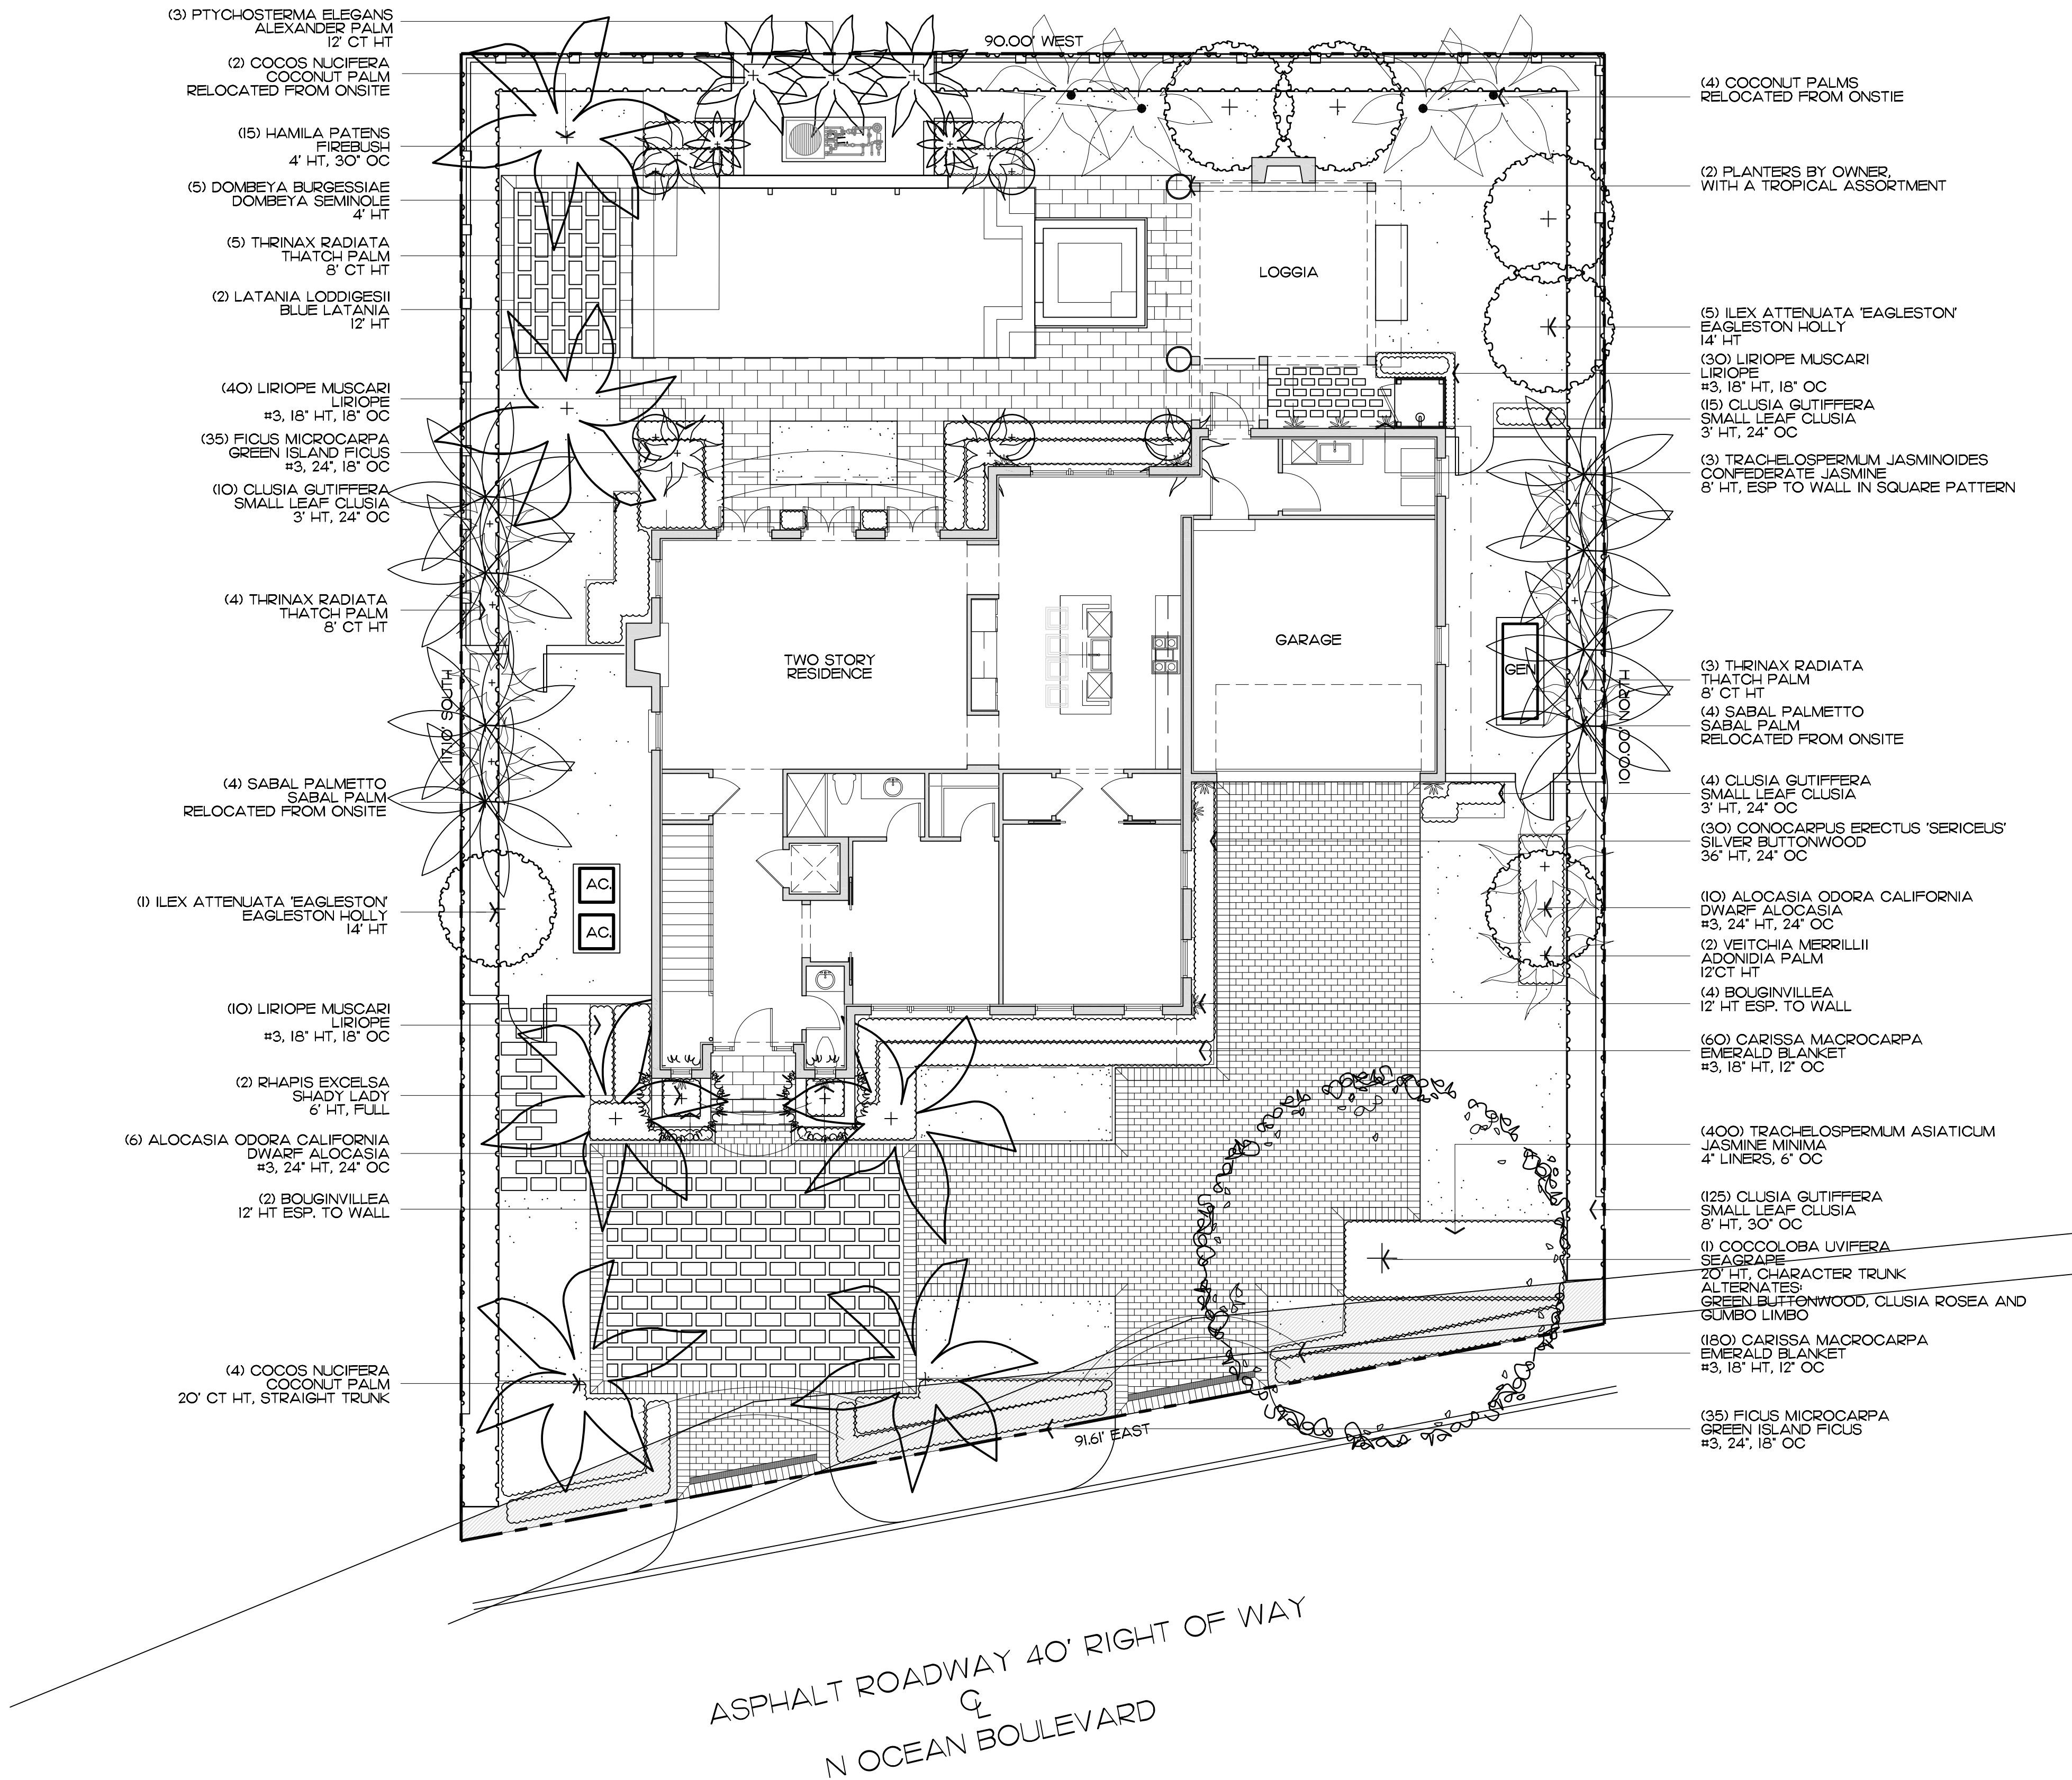 (3) PTYCHOSTERMA ELEGANS
ALEXANDER PALM
12' CT HT
(2) COCOS NUCIFERA
COCONUT PALM
RELOCATED FROM ONSITE
(15) HAMILA PATENS
FIREBUSH
4' HT, 30" OC
(5) DOMBEYA BURGESSIAE
DOMBEYA SEMINOLE
4' HT
(5) THRINAX RADIATA
THATCH PALM
8' CT HT
(2) LATANIA LODDIGESII
BLUE LATANIA
12' HT
(40) LIRIOPE MUSCARI
LIRIOPE
#3, 18" HT, 18" OC
(35) FICUS MICROCARPA
GREEN ISLAND FICUS
#3, 24", 18" OC
(10) CLUSIA GUTIFFERA
SMALL LEAF CLUSIA
3' HT, 24" OC
(4) THRINAX RADIATA
THATCH PALM
8' CT HT
(4) SABAL PALMETTO
SABAL PALM
RELOCATED FROM ONSITE
(1) ILEX ATTENUATA 'EAGLESTON'
EAGLESTON HOLLY
14' HT
(10) LIRIOPE MUSCARI
LIRIOPE
#3, 18" HT, 18" OC
(2) RHAPIS EXCELSA
SHADY LADY
6' HT, FULL
(6) ALOCASIA ODORA CALIFORNIA
DWARF ALOCASIA
#3, 24" HT, 24" OC
(2) BOUGINVILLEA
12' HT ESP. TO WALL
(4) COCOS NUCIFERA
COCONUT PALM
20' CT HT, STRAIGHT TRUNK
90.00' WEST
117.10' SOUTH
LOGGIA
TWO STORY
RESIDENCE
GARAGE
GEN
AC.
AC.
100.00' NORTH
91.61' EAST
(4) COCONUT PALMS
RELOCATED FROM ONSTIE
(2) PLANTERS BY OWNER,
WITH A TROPICAL ASSORTMENT
(5) ILEX ATTENUATA 'EAGLESTON'
EAGLESTON HOLLY
14' HT
(30) LIRIOPE MUSCARI
LIRIOPE
#3, 18" HT, 18" OC
(15) CLUSIA GUTIFFERA
SMALL LEAF CLUSIA
3' HT, 24" OC
(3) TRACHELOSPERMUM JASMINOIDES
CONFEDERATE JASMINE
8' HT, ESP TO WALL IN SQUARE PATTERN
(3) THRINAX RADIATA
THATCH PALM
8' CT HT
(4) SABAL PALMETTO
SABAL PALM
RELOCATED FROM ONSITE
(4) CLUSIA GUTIFFERA
SMALL LEAF CLUSIA
3' HT, 24" OC
(30) CONOCARPUS ERECTUS 'SERICEUS'
SILVER BUTTONWOOD
36" HT, 24" OC
(10) ALOCASIA ODORA CALIFORNIA
DWARF ALOCASIA
#3, 24" HT, 24" OC
(2) VEITCHIA MERRILLII
ADONIDIA PALM
12'CT HT
(4) BOUGINVILLEA
12' HT ESP. TO WALL
(60) CARISSA MACROCARPA
EMERALD BLANKET
#3, 18" HT, 12" OC
(400) TRACHELOSPERMUM ASIATICUM
JASMINE MINIMA
4" LINERS, 6" OC
(125) CLUSIA GUTIFFERA
SMALL LEAF CLUSIA
8' HT, 30" OC
(1) COCCOLOBA UVIFERA
SEAGRAPE
20' HT, CHARACTER TRUNK
ALTERNATES:
GREEN BUTTONWOOD, CLUSIA ROSEA AND
GUMBO LIMBO
(180) CARISSA MACROCARPA
EMERALD BLANKET
#3, 18" HT, 12" OC
(35) FICUS MICROCARPA
GREEN ISLAND FICUS
#3, 24", 18" OC
ASPHALT ROADWAY 40' RIGHT OF WAY
℄
N OCEAN BOULEVARD